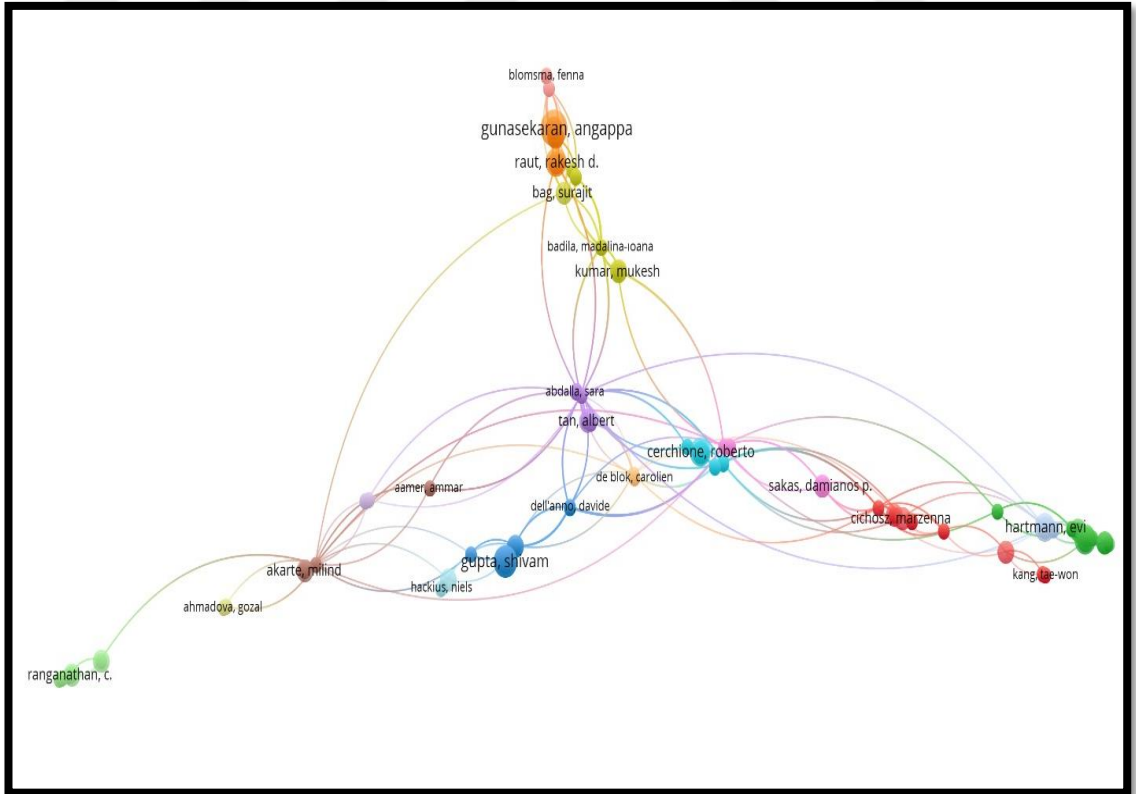 blomsma, fenna
gunasekaran, angappa
raut, rakesh d.
bag, surajit
badila, madalina-ıoana
kumar, mukesh
abdalla, sara
tan, albert
cerchione, roberto
de blok, carolien
sakas, damianos p.
aamer, ammar
dell'anno, davide
cichosz, marzenna
hartmann, evi
gupta, shivam
akarte, milind
kang, tae-won
hackius, niels
ahmadova, gozal
ranganathan, c.